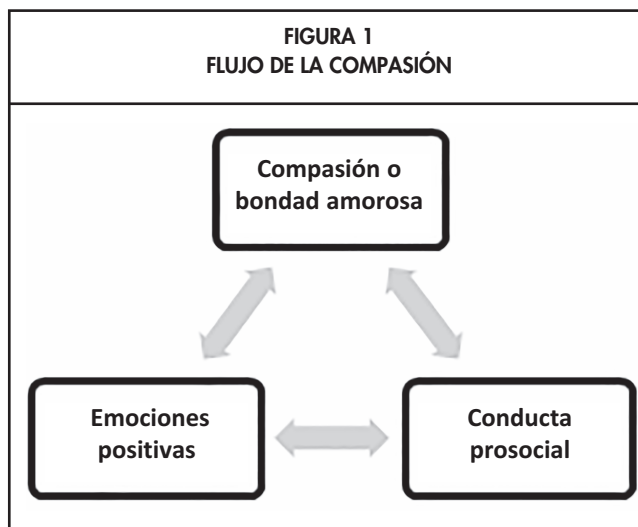 FIGURA 1
FLUJO DE LA COMPASIÓN
Compasión o
bondad amorosa
Emociones
positivas
Conducta
prosocial